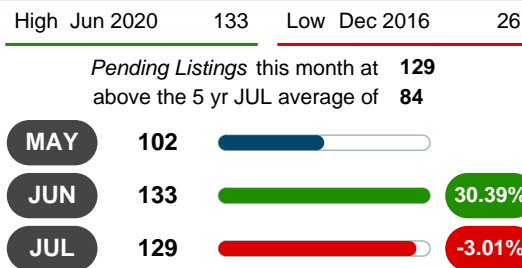 High Jun 2020 133 Low Dec 2016 26
Pending Listings this month at 129
above the 5 yr JUL average of 84
MAY 102
JUN 133 30.39%
JUL 129 -3.01%